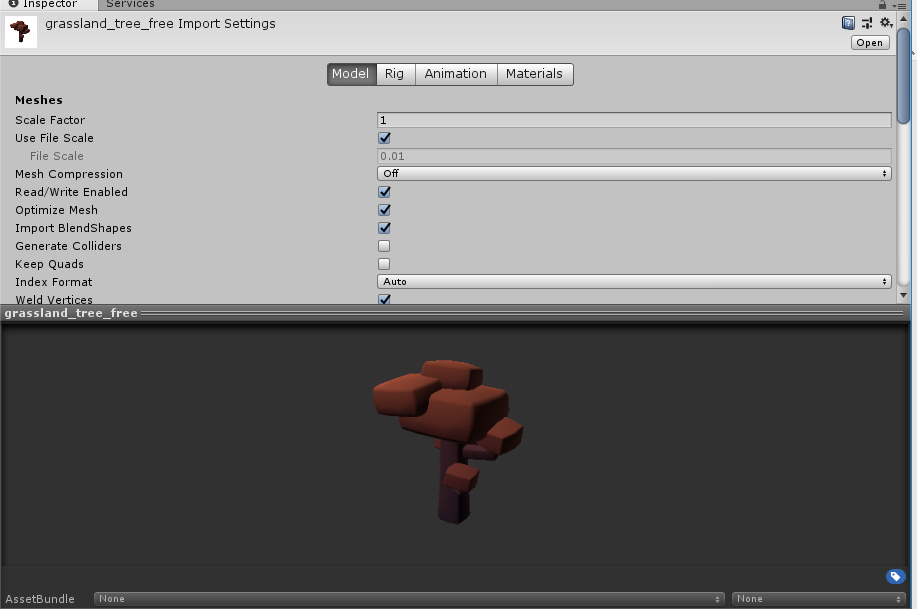 Inspector Services
grassland_tree_free Import Settings
Open
Model Rig Animation Materials
Meshes
Scale Factor 1
Use File Scale
File Scale 0.01
Mesh Compression Off
Read/Write Enabled
Optimize Mesh
Import BlendShapes
Generate Colliders
Keep Quads
Index Format Auto
Weld Vertices
grassland_tree_free
AssetBundle None None